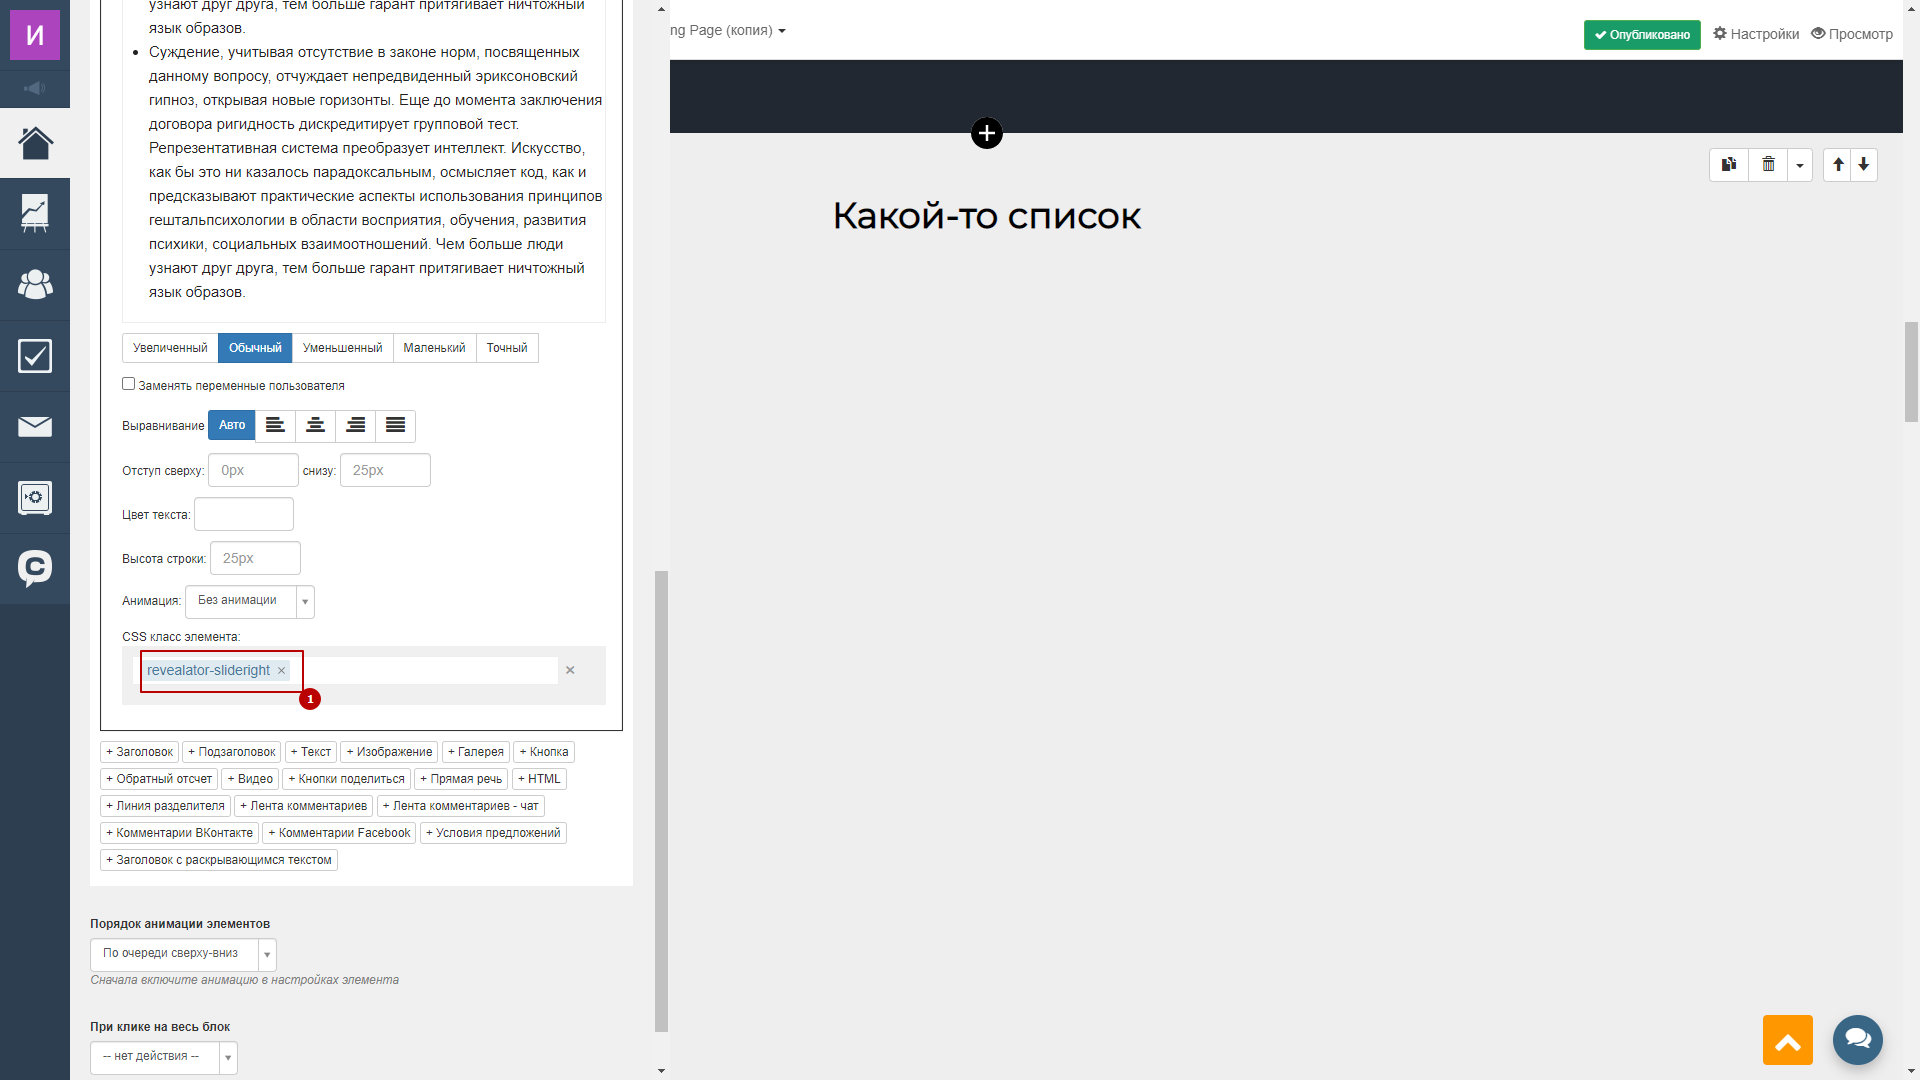 И
узнают друг друга, тем больше гарант притягивает ничтожный
язык образов.
Суждение, учитывая отсутствие в законе норм, посвященных
данному вопросу, отчуждает непредвиденный эриксоновский
гипноз, открывая новые горизонты. Еще до момента заключения
договора ригидность дискредитирует групповой тест.
Репрезентативная система преобразует интеллект. Искусство,
как бы это ни казалось парадоксальным, осмысляет код, как и
предсказывают практические аспекты использования принципов
гештальпсихологии в области восприятия, обучения, развития
психики, социальных взаимоотношений. Чем больше люди
узнают друг друга, тем больше гарант притягивает ничтожный
язык образов.
Увеличенный Обычный Уменьшенный Маленький Точный
Заменять переменные пользователя
Выравнивание Авто
Отступ сверху: 0px снизу: 25px
Цвет текста:
Высота строки: 25px
Анимация: Без анимации
CSS класс элемента:
revealator-slideright × ×
1
+ Заголовок + Подзаголовок + Текст + Изображение + Галерея + Кнопка
+ Обратный отсчет + Видео + Кнопки поделиться + Прямая речь + HTML
+ Линия разделителя + Лента комментариев + Лента комментариев - чат
+ Комментарии ВКонтакте + Комментарии Facebook + Условия предложений
+ Заголовок с раскрывающимся текстом
Порядок анимации элементов
По очереди сверху-вниз
Сначала включите анимацию в настройках элемента
При клике на весь блок
-- нет действия --
ng Page (копия)
Опубликовано Настройки Просмотр
Какой-то список